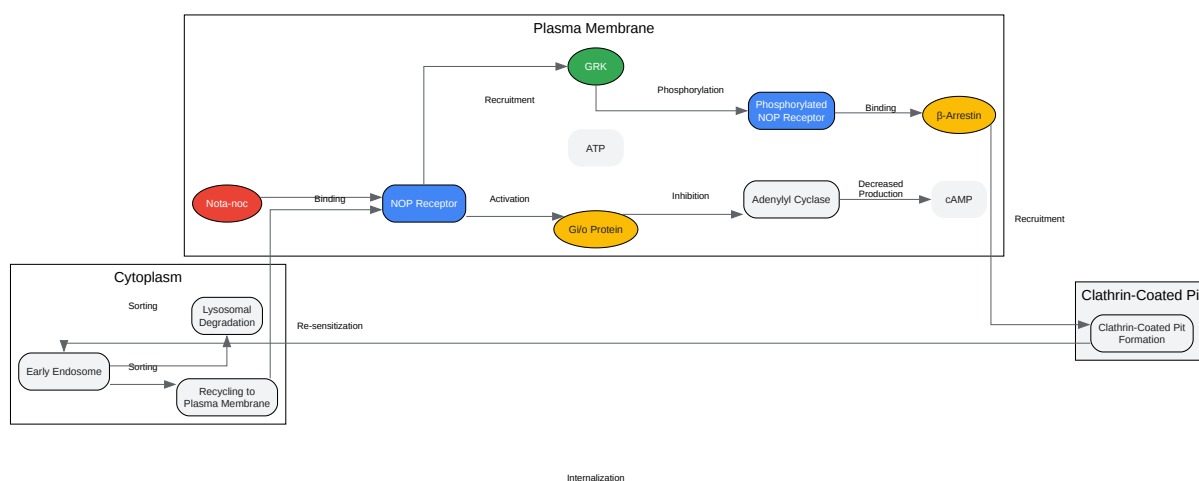 Plasma Membrane
GRK
Recruitment
Phosphorylation
Phosphorylated
NOP Receptor
Binding
β-Arrestin
ATP
Nota-noc
Binding
NOP Receptor
Activation
Gi/o Protein
Inhibition
Adenylyl Cyclase
Decreased
Production
cAMP
Recruitment
Cytoplasm
Sorting
Lysosomal
Degradation
Re-sensitization
Early Endosome
Sorting
Recycling to
Plasma Membrane
Clathrin-Coated Pit
Clathrin-Coated Pit
Formation
Internalization